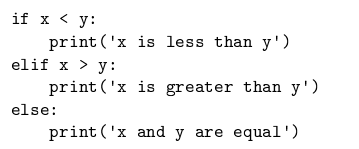 if x < y:
    print('x is less than y')
elif x > y:
    print('x is greater than y')
else:
    print('x and y are equal')